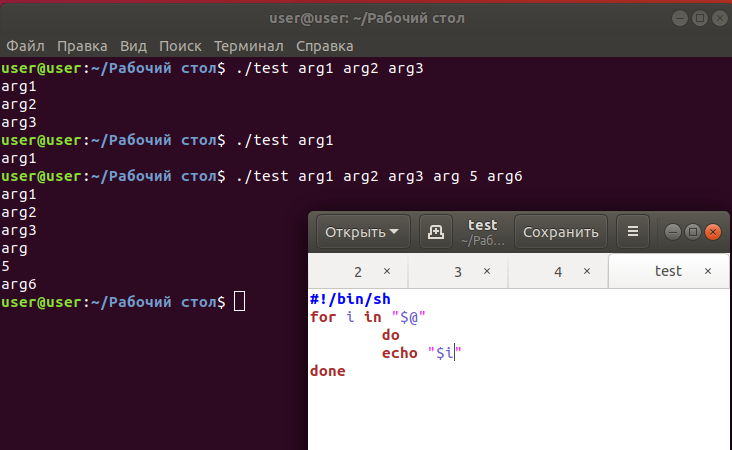 user@user: ~/Рабочий стол
Файл Правка Вид Поиск Терминал Справка
user@user:~/Рабочий стол$ ./test arg1 arg2 arg3
arg1
arg2
arg3
user@user:~/Рабочий стол$ ./test arg1
arg1
user@user:~/Рабочий стол$ ./test arg1 arg2 arg3 arg 5 arg6
arg1
arg2
arg3
arg
5
arg6
user@user:~/Рабочий стол$
Открыть test Сохранить
~/Раб...
2 × 3 × 4 × test ×
#!/bin/sh
for i in "$@"
do
echo "$i"
done